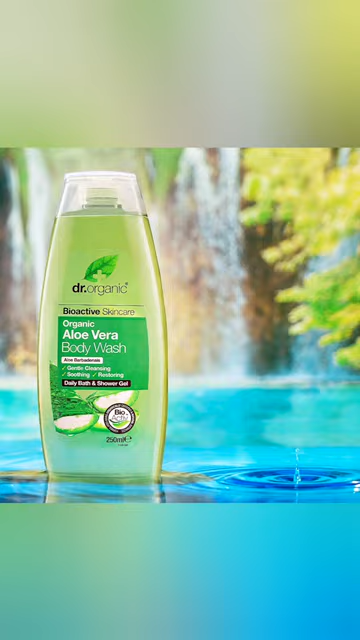 dr.organic
Bioactive Skincare
Organic
Aloe Vera
Body Wash
Aloe Barbadensis
✓ Gentle Cleansing
✓ Soothing ✓ Restoring
Daily Bath & Shower Gel
Bio
Activ
250ml e